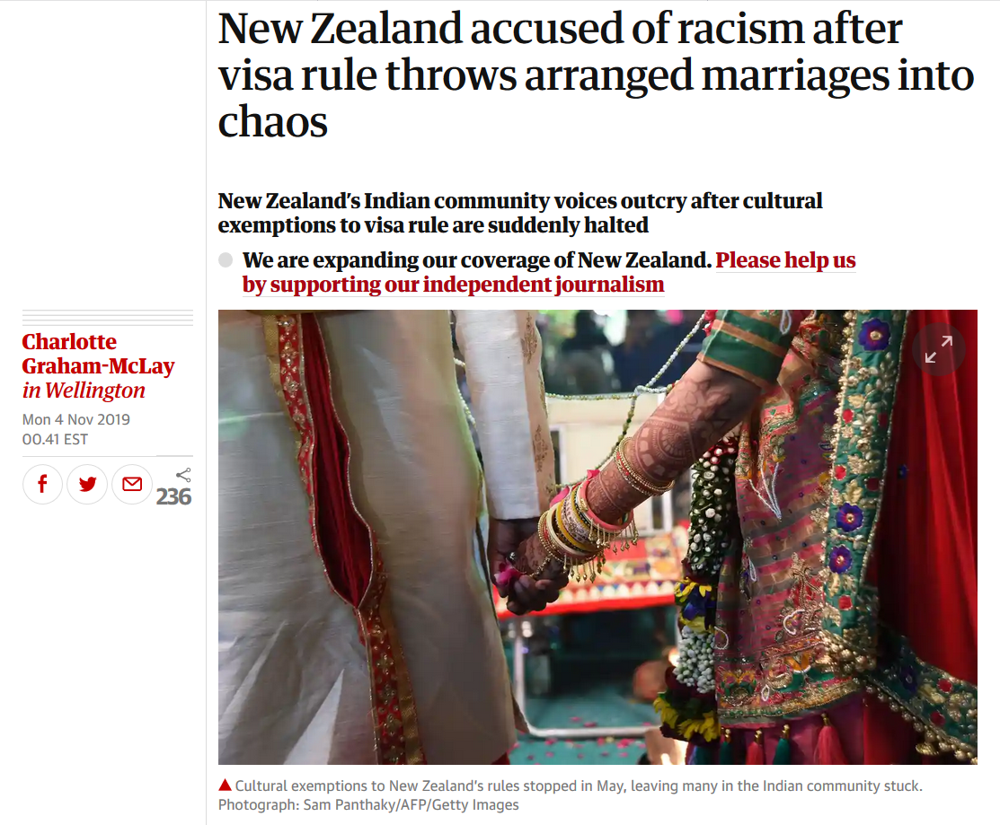 New Zealand accused of racism after
visa rule throws arranged marriages into
chaos
New Zealand's Indian community voices outcry after cultural
exemptions to visa rule are suddenly halted
We are expanding our coverage of New Zealand. Please help us
by supporting our independent journalism
Charlotte
Graham-McLay
in Wellington
Mon 4 Nov 2019
00.41 EST
236
Cultural exemptions to New Zealand's rules stopped in May, leaving many in the Indian community stuck.
Photograph: Sam Panthaky/AFP/Getty Images